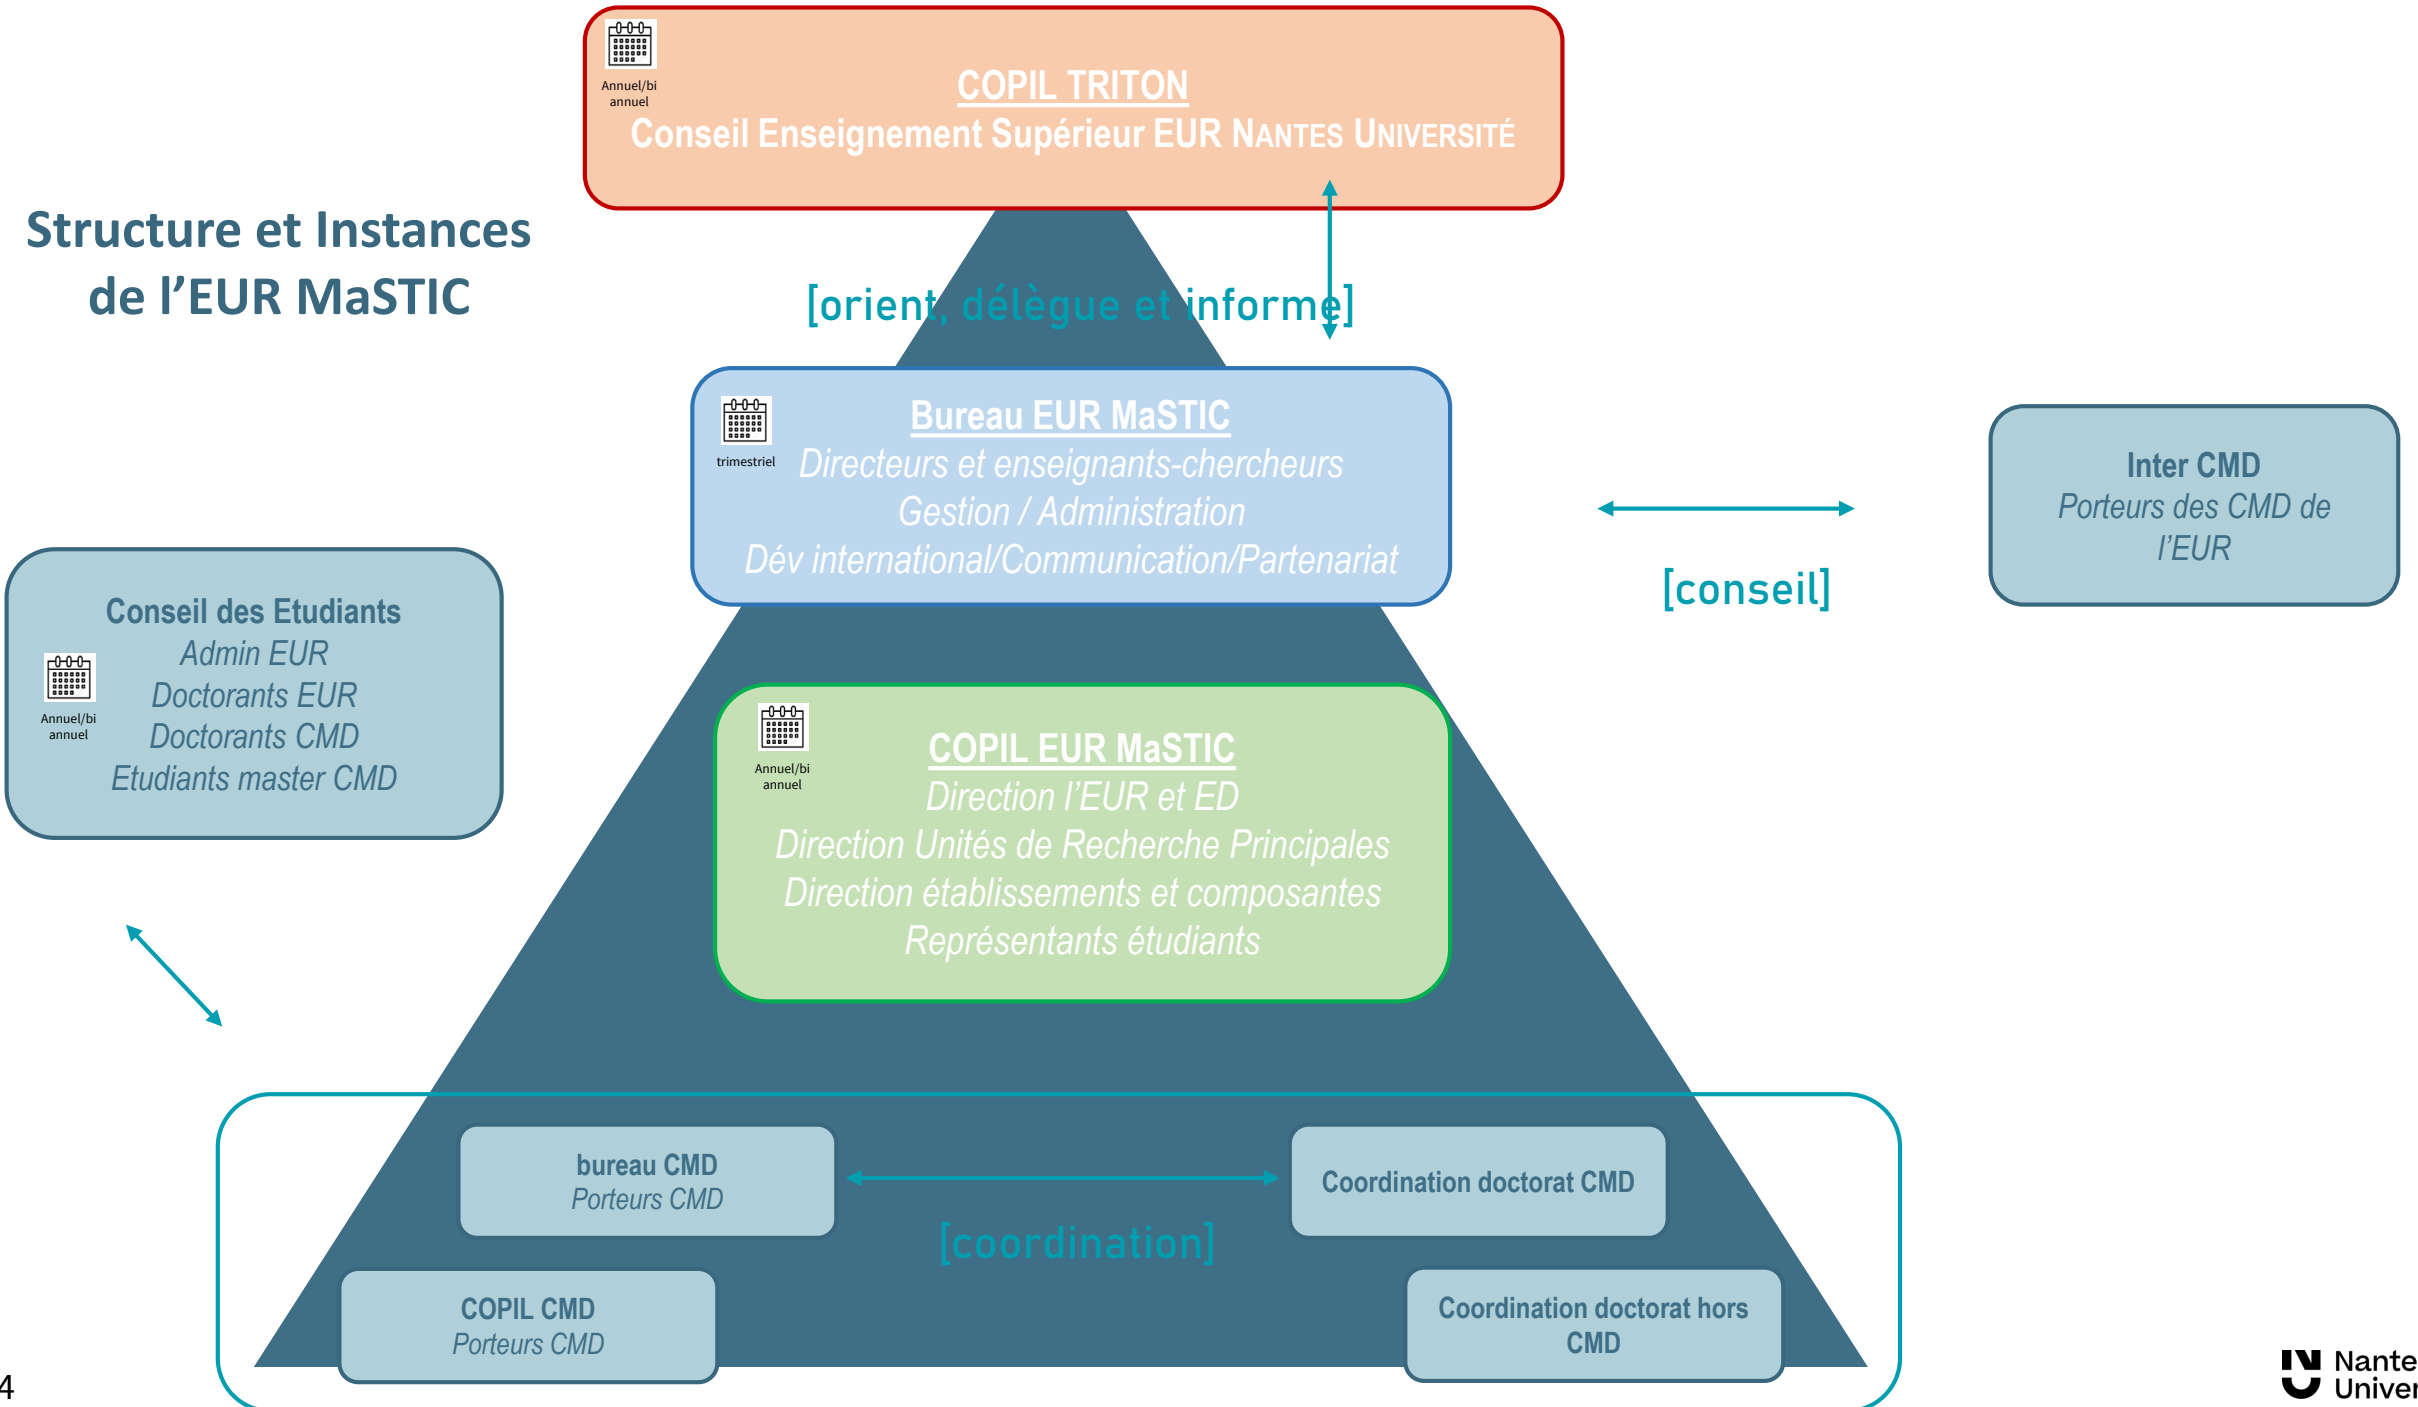 Annuel/bi
annuel
COPIL TRITON
Conseil Enseignement Supérieur EUR NANTES UNIVERSITÉ
Structure et Instances
de l’EUR MaSTIC
[orient, délègue et informe]
trimestriel
Bureau EUR MaSTIC
Directeurs et enseignants-chercheurs
Gestion / Administration
Dév international/Communication/Partenariat
[conseil]
Inter CMD
Porteurs des CMD de
l’EUR
Conseil des Etudiants
Admin EUR
Doctorants EUR
Doctorants CMD
Etudiants master CMD
Annuel/bi
annuel
Annuel/bi
annuel
COPIL EUR MaSTIC
Direction l’EUR et ED
Direction Unités de Recherche Principales
Direction établissements et composantes
Représentants étudiants
bureau CMD
Porteurs CMD
[coordination]
Coordination doctorat CMD
COPIL CMD
Porteurs CMD
Coordination doctorat hors
CMD
4
Nante
Univer